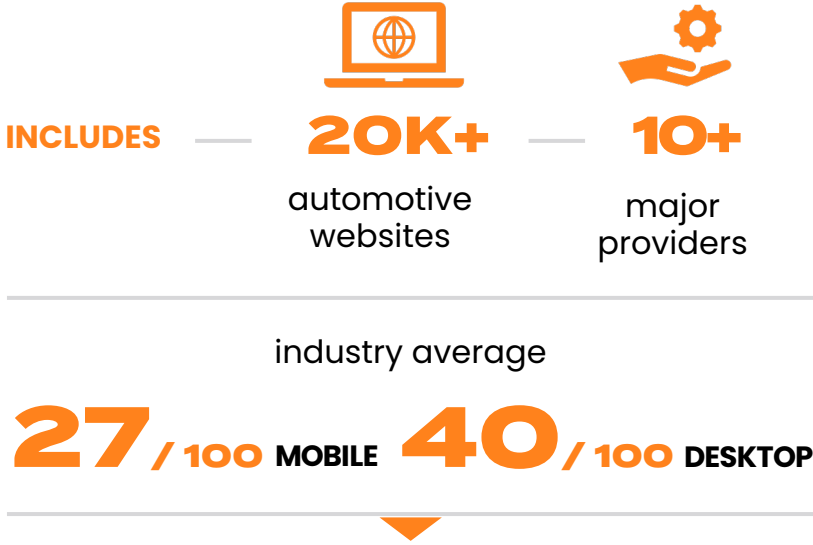 INCLUDES
20K+
automotive
websites
10+
major
providers
industry average
27 / 100 MOBILE
40 / 100 DESKTOP